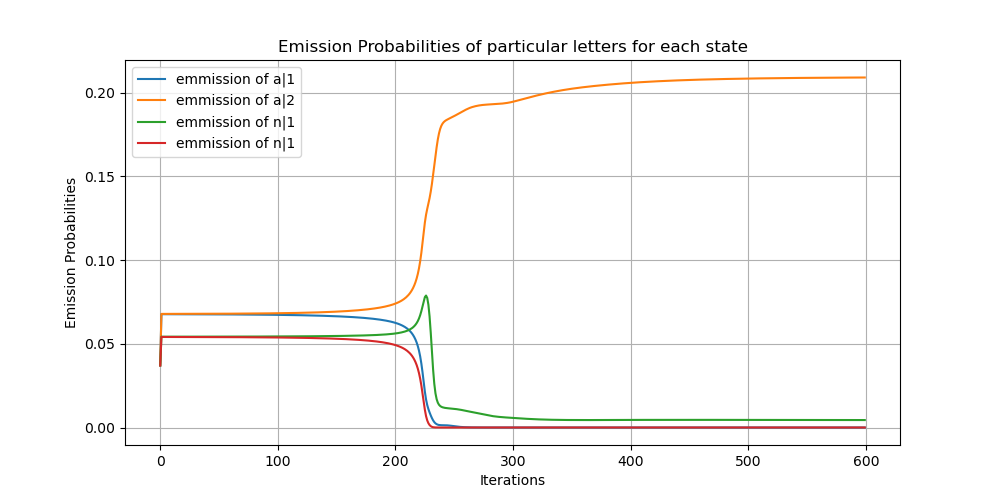 Emission Probabilities of particular letters for each state
emmission of a|1
emmission of a|2
emmission of n|1
emmission of n|1
0.20
0.15
0.10
0.05
0.00
Emission Probabilities
0 100 200 300 400 500 600
Iterations